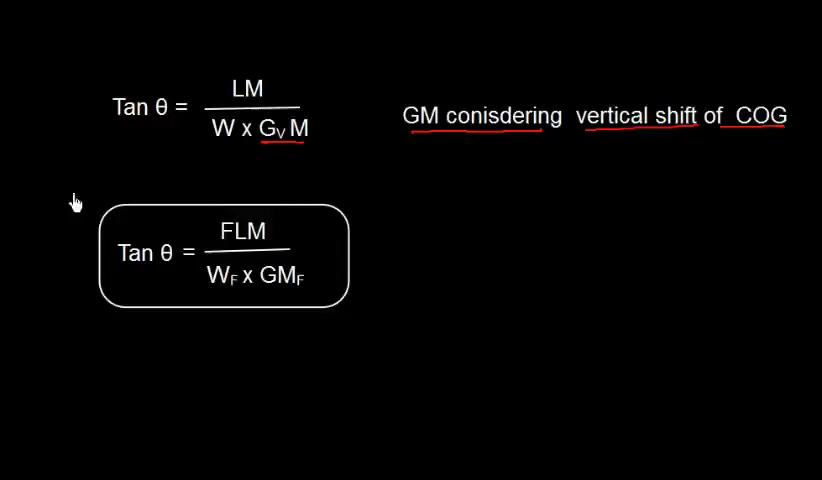 LM
Tan θ =
W x GV M
GM conisdering vertical shift of COG
FLM
Tan θ =
WF x GMF